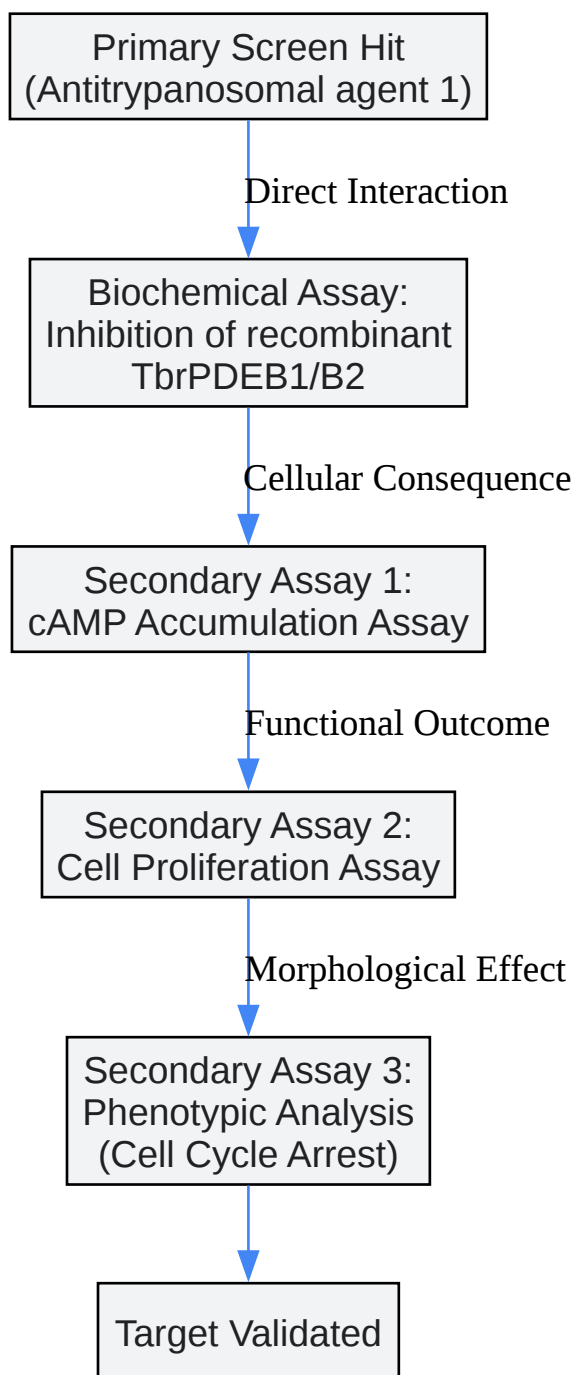 Primary Screen Hit
(Antitrypanosomal agent 1)
Direct Interaction
Biochemical Assay:
Inhibition of recombinant
TbrPDEB1/B2
Cellular Consequence
Secondary Assay 1:
cAMP Accumulation Assay
Functional Outcome
Secondary Assay 2:
Cell Proliferation Assay
Morphological Effect
Secondary Assay 3:
Phenotypic Analysis
(Cell Cycle Arrest)
Target Validated